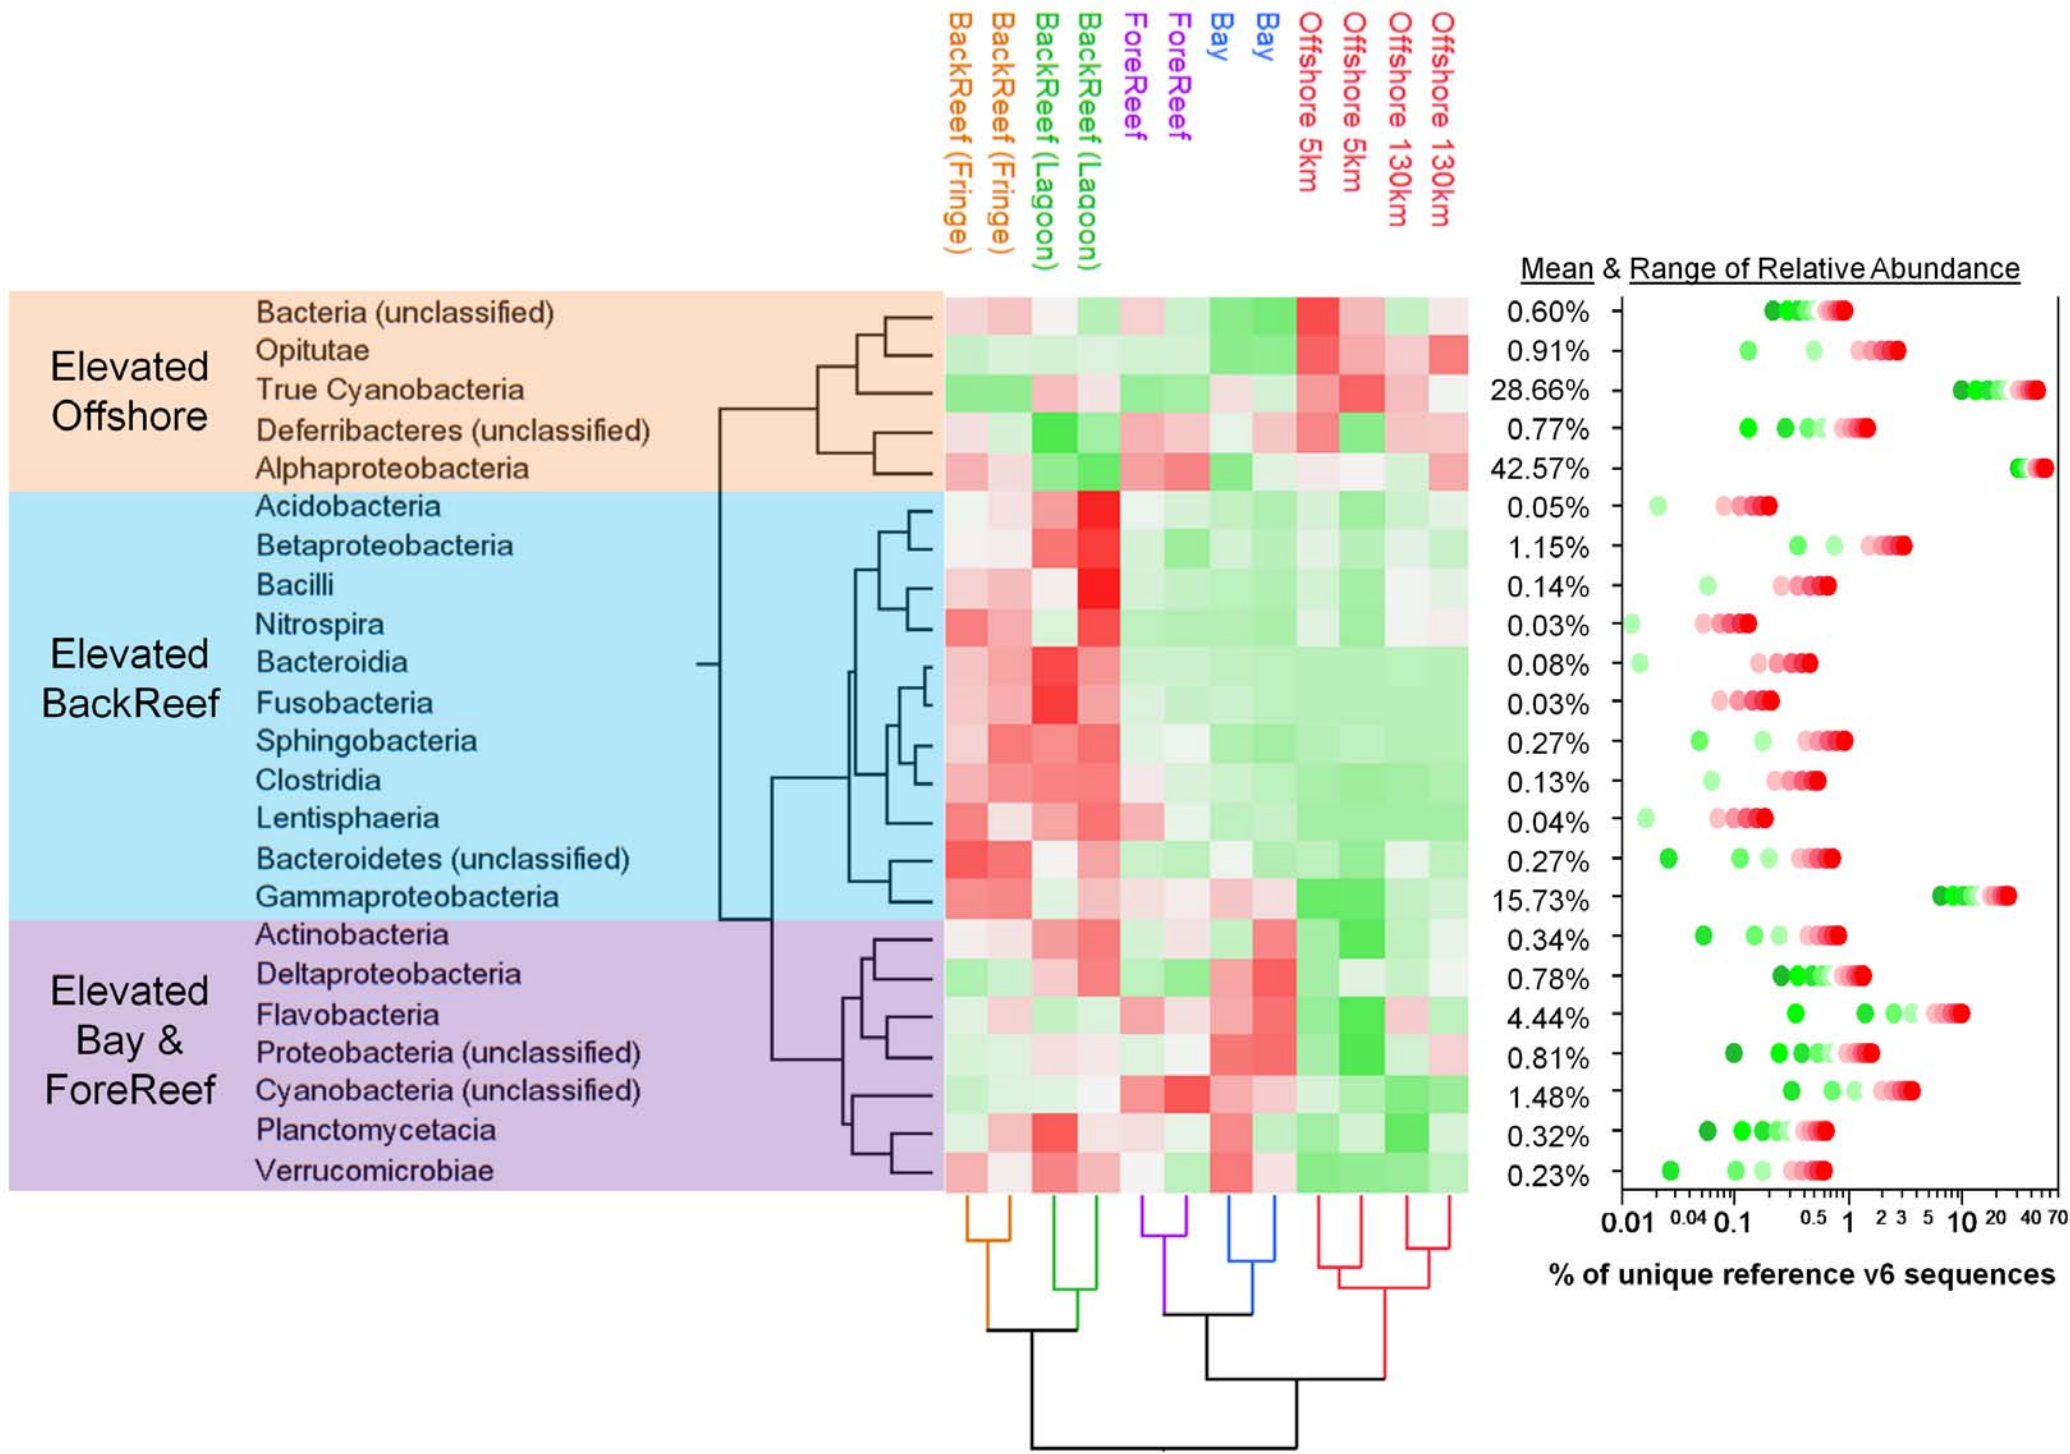 BackReef (Fringe)
BackReef (Fringe)
BackReef (Lagoon)
BackReef (Lagoon)
ForeReef
ForeReef
Bay
Bay
Offshore 5km
Offshore 5km
Offshore 130km
Offshore 130km
Mean & Range of Relative Abundance
Elevated
Offshore
Bacteria (unclassified) 0.60%
Opitutae 0.91%
True Cyanobacteria 28.66%
Deferribacteres (unclassified) 0.77%
Alphaproteobacteria 42.57%
Elevated
BackReef
Acidobacteria 0.05%
Betaproteobacteria 1.15%
Bacilli 0.14%
Nitrospira 0.03%
Bacteroidia 0.08%
Fusobacteria 0.03%
Sphingobacteria 0.27%
Clostridia 0.13%
Lentisphaeria 0.04%
Bacteroidetes (unclassified) 0.27%
Gammaproteobacteria 15.73%
Elevated
Bay &
ForeReef
Actinobacteria 0.34%
Deltaproteobacteria 0.78%
Flavobacteria 4.44%
Proteobacteria (unclassified) 0.81%
Cyanobacteria (unclassified) 1.48%
Planctomycetacia 0.32%
Verrucomicrobiae 0.23%
0.01 0.04 0.1 0.5 1 2 3 5 10 20 40 70
% of unique reference v6 sequences